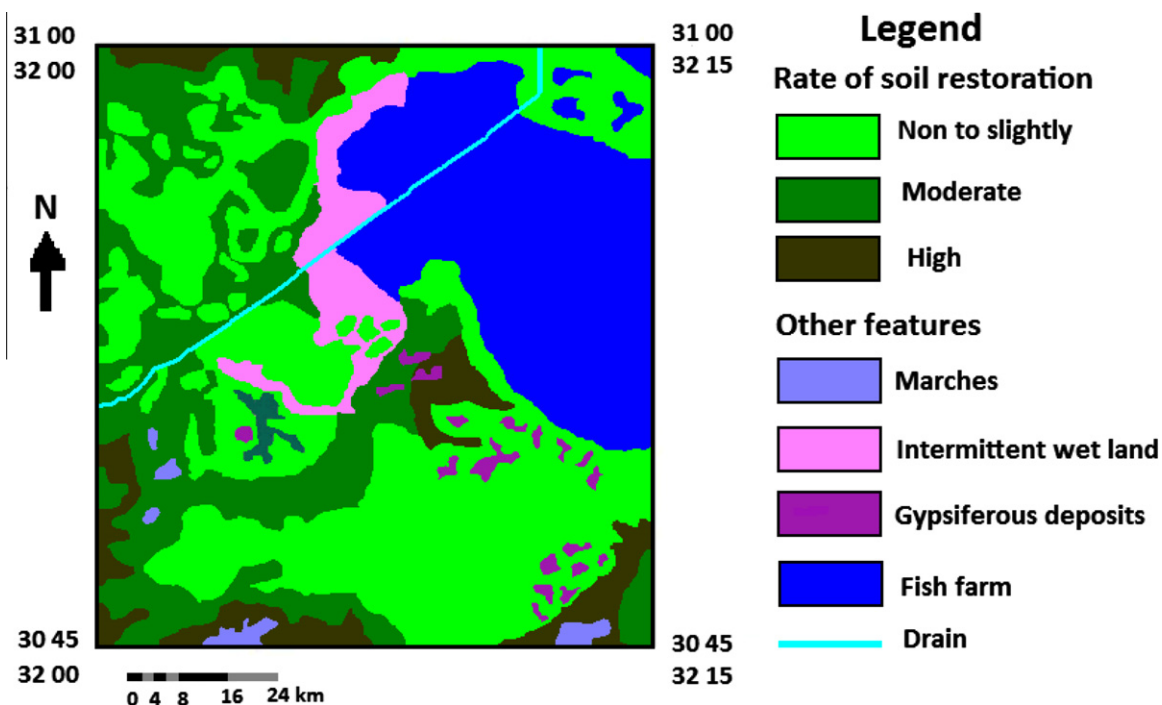 31 00
32 00
31 00
32 15
N
30 45
32 00
30 45
32 15
0 4 8 16 24 km
Legend
Rate of soil restoration
Non to slightly
Moderate
High
Other features
Marches
Intermittent wet land
Gypsiferous deposits
Fish farm
Drain